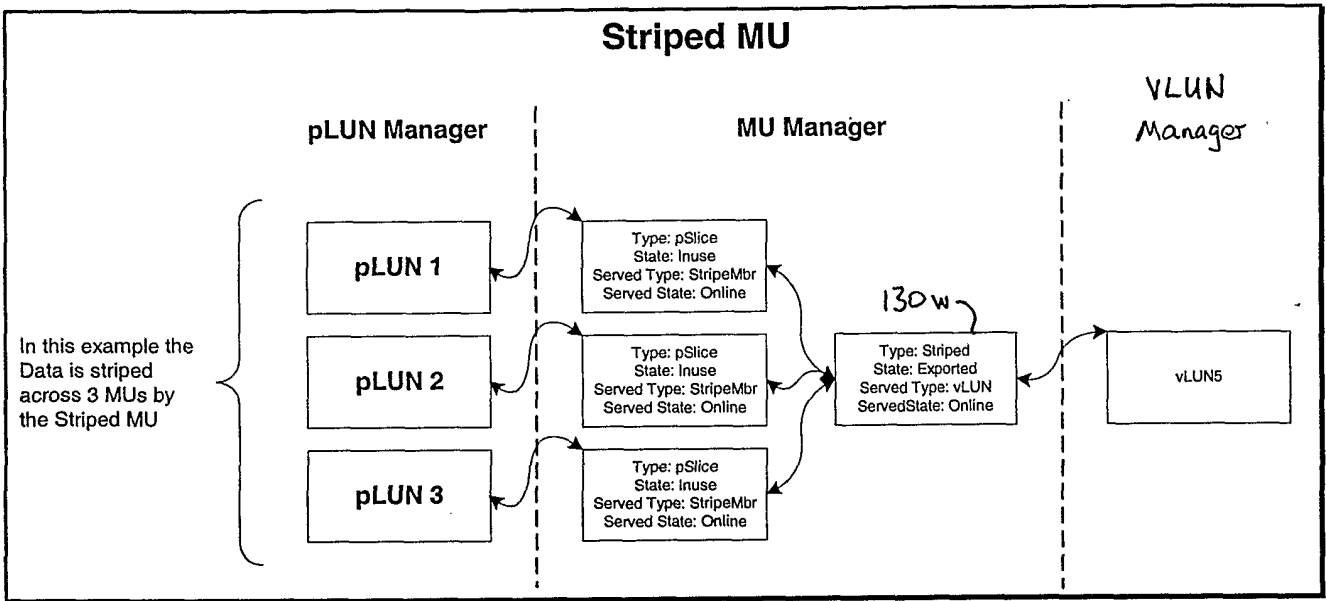 Striped MU
pLUN Manager
MU Manager
VLUN
Manager
In this example the
Data is striped
across 3 MUs by
the Striped MU
pLUN 1
pLUN 2
pLUN 3
Type: pSlice
State: Inuse
Served Type: StripeMbr
Served State: Online
Type: pSlice
State: Inuse
Served Type: StripeMbr
Served State: Online
Type: pSlice
State: Inuse
Served Type: StripeMbr
Served State: Online
130w
Type: Striped
State: Exported
Served Type: vLUN
ServedState: Online
vLUN5